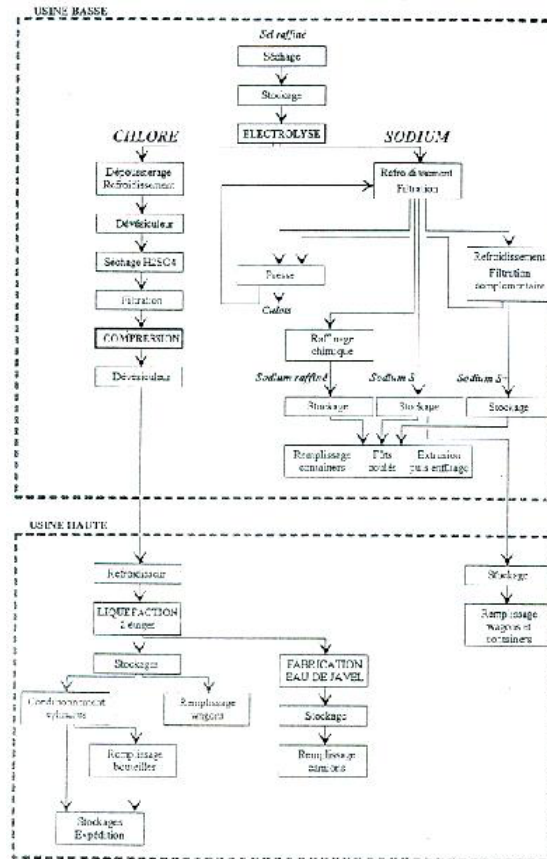 USINE BASSE
Sel raffiné
Séchage
Stockage
ELECTROLYSE
CHLORE
SODIUM
Dépoussiérage
Refroidissement
Refroidissement
Filtration
Dévésiculeur
Séchage H2SO4
Refroidissement
Filtration
complémentaire
Presse
Filtration
Culots
COMPRESSION
Raffinage
chimique
Dévésiculeur
Sodium raffiné
Sodium S
Sodium S
Stockage
Stockage
Stockage
Remplissage
containers
Fûts
coulés
Extrusion
puis enfûtage
USINE HAUTE
Refroidisseur
Stockage
LIQUEFACTION
2 étages
Remplissage
wagons et
containers
Stockages
FABRICATION
EAU DE JAVEL
Conditionnement
Remplissage
wagons
Stockage
Remplissage
bouteilles
Remplissage
camions
Stockages
Expédition